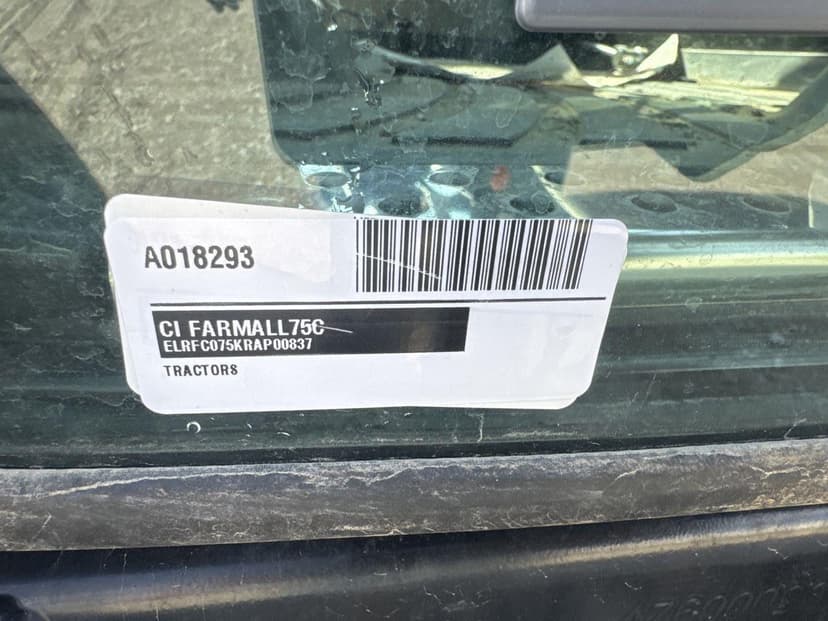 A018293
CI FARMALL75C
ELRFC075KRAP00837
TRACTORS